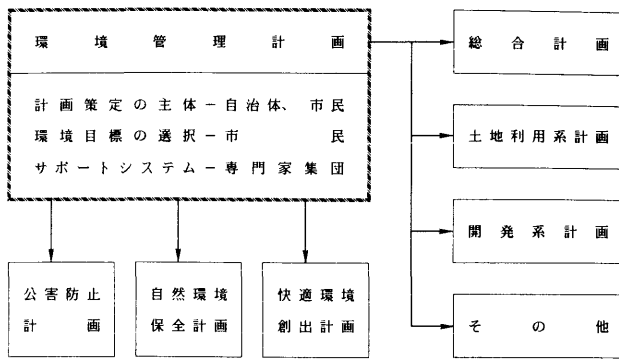 環境管理計画
計画策定の主体－自治体、市民
環境目標の選択－市民
サポートシステム－専門家集団
公害防止
計画
自然環境
保全計画
快適環境
創出計画
総合計画
土地利用系計画
開発系計画
その他